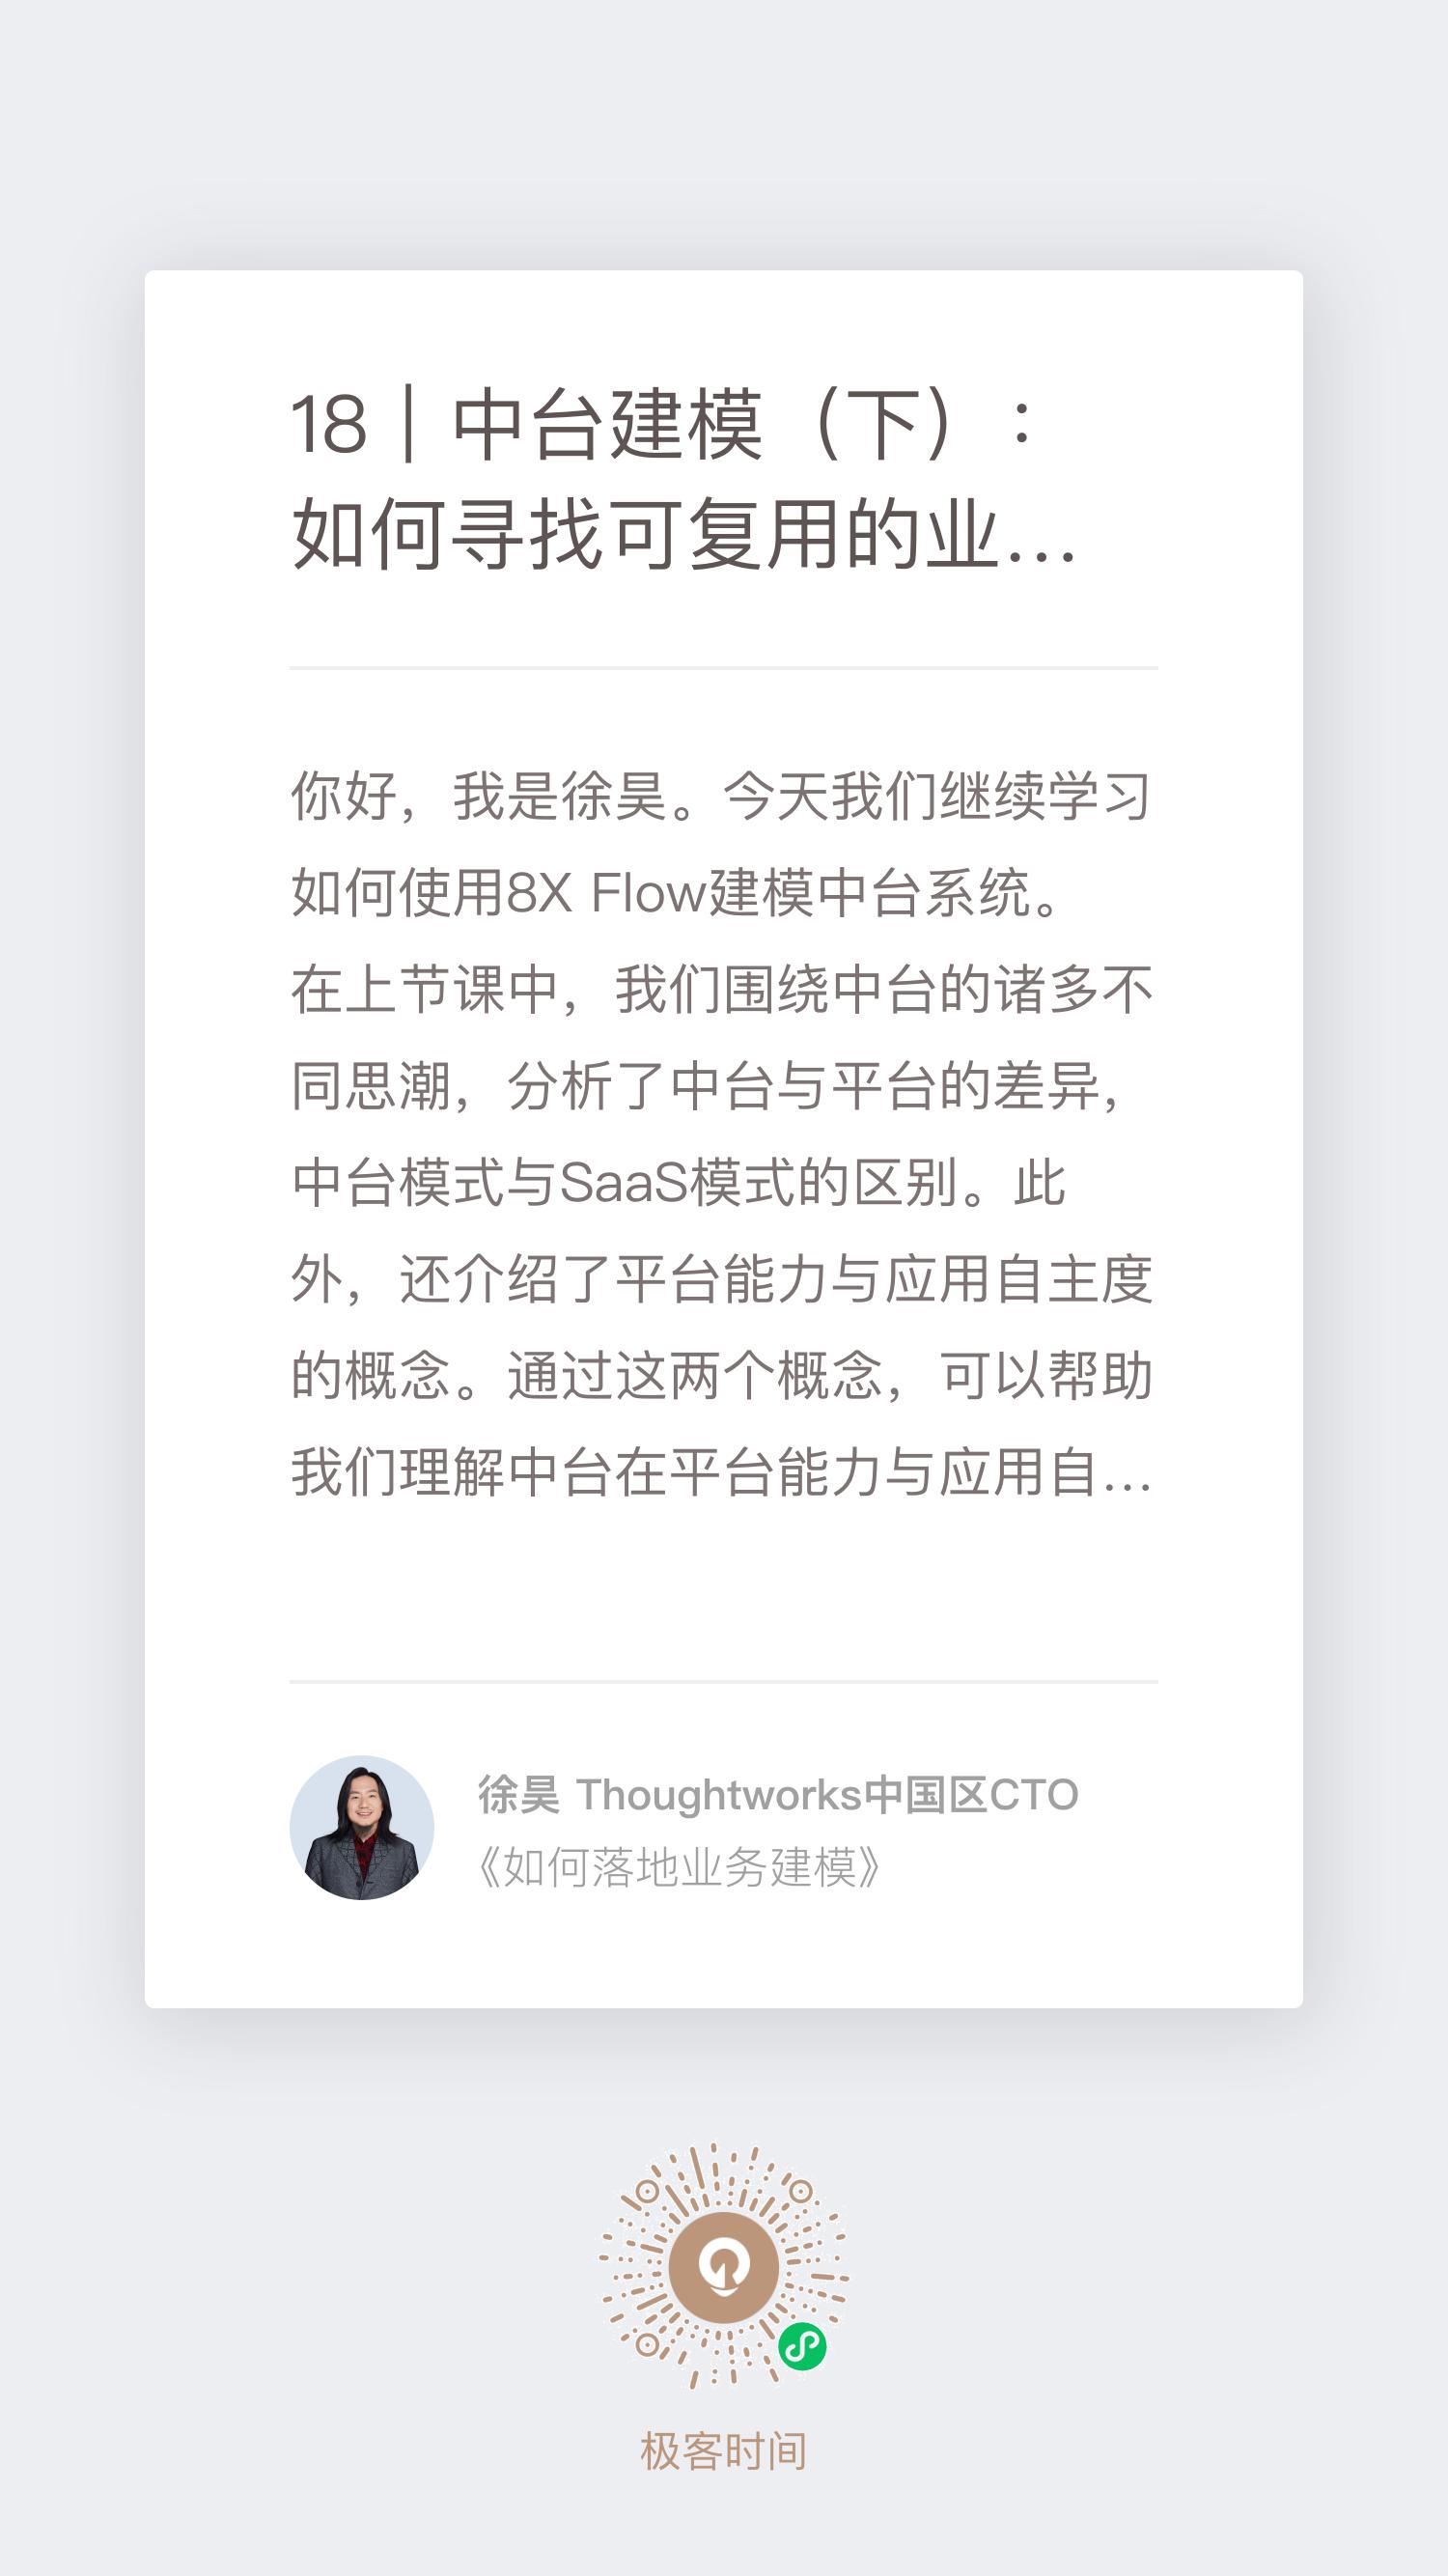 18｜中台建模（下）：
如何寻找可复用的业...
你好，我是徐昊。今天我们继续学习
如何使用8X Flow建模中台系统。
在上节课中，我们围绕中台的诸多不
同思潮，分析了中台与平台的差异，
中台模式与SaaS模式的区别。此
外，还介绍了平台能力与应用自主度
的概念。通过这两个概念，可以帮助
我们理解中台在平台能力与应用自...
徐昊 Thoughtworks中国区CTO
《如何落地业务建模》
极客时间